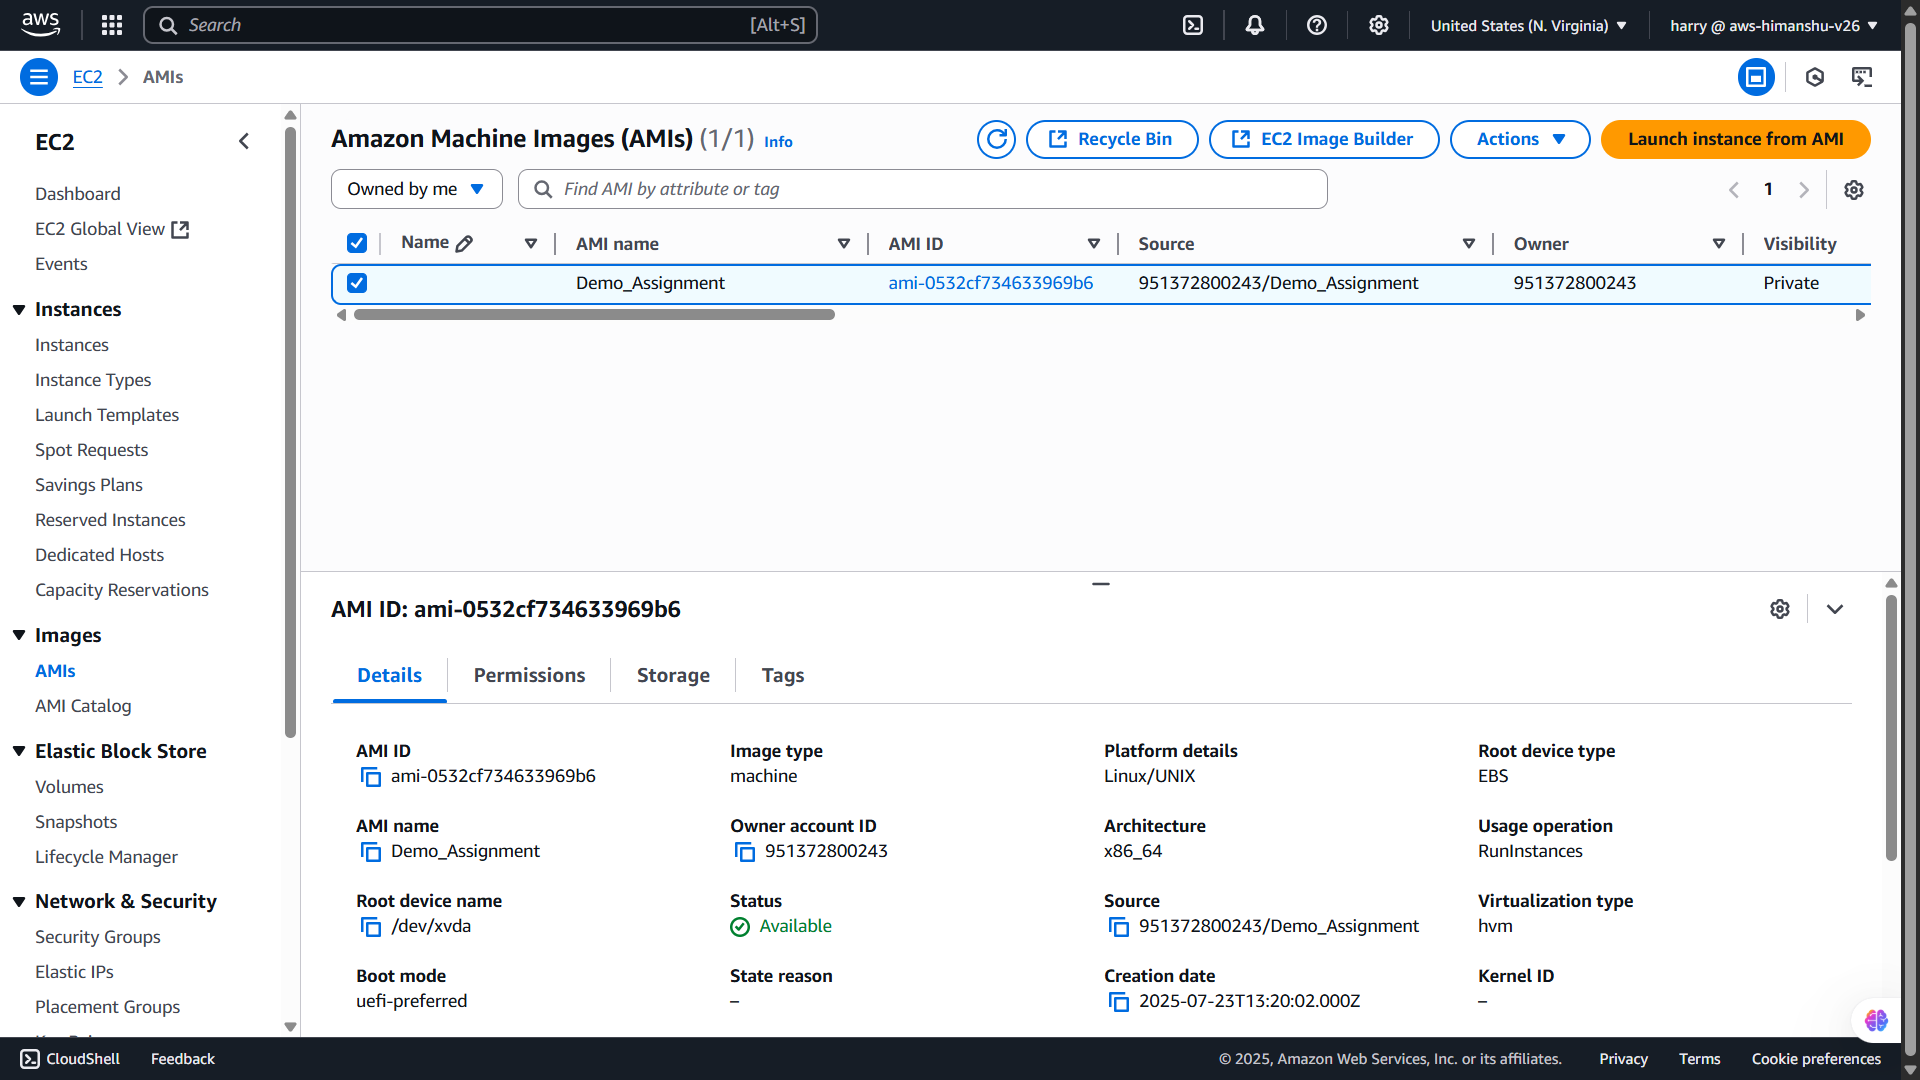 aws
Search [Alt+S]
United States (N. Virginia)
harry @ aws-himanshu-v26
EC2 > AMIs
EC2
Dashboard
EC2 Global View
Events
Instances
Instances
Instance Types
Launch Templates
Spot Requests
Savings Plans
Reserved Instances
Dedicated Hosts
Capacity Reservations
Images
AMIs
AMI Catalog
Elastic Block Store
Volumes
Snapshots
Lifecycle Manager
Network & Security
Security Groups
Elastic IPs
Placement Groups
Amazon Machine Images (AMIs) (1/1) Info
Recycle Bin
EC2 Image Builder
Actions
Launch instance from AMI
Owned by me
Find AMI by attribute or tag
1
Name AMI name AMI ID Source Owner Visibility
Demo_Assignment ami-0532cf734633969b6 951372800243/Demo_Assignment 951372800243 Private
AMI ID: ami-0532cf734633969b6
Details Permissions Storage Tags
AMI ID Image type Platform details Root device type
ami-0532cf734633969b6 machine Linux/UNIX EBS
AMI name Owner account ID Architecture Usage operation
Demo_Assignment 951372800243 x86_64 RunInstances
Root device name Status Source Virtualization type
/dev/xvda Available 951372800243/Demo_Assignment hvm
Boot mode State reason Creation date Kernel ID
uefi-preferred – 2025-07-23T13:20:02.000Z –
CloudShell Feedback
© 2025, Amazon Web Services, Inc. or its affiliates. Privacy Terms Cookie preferences